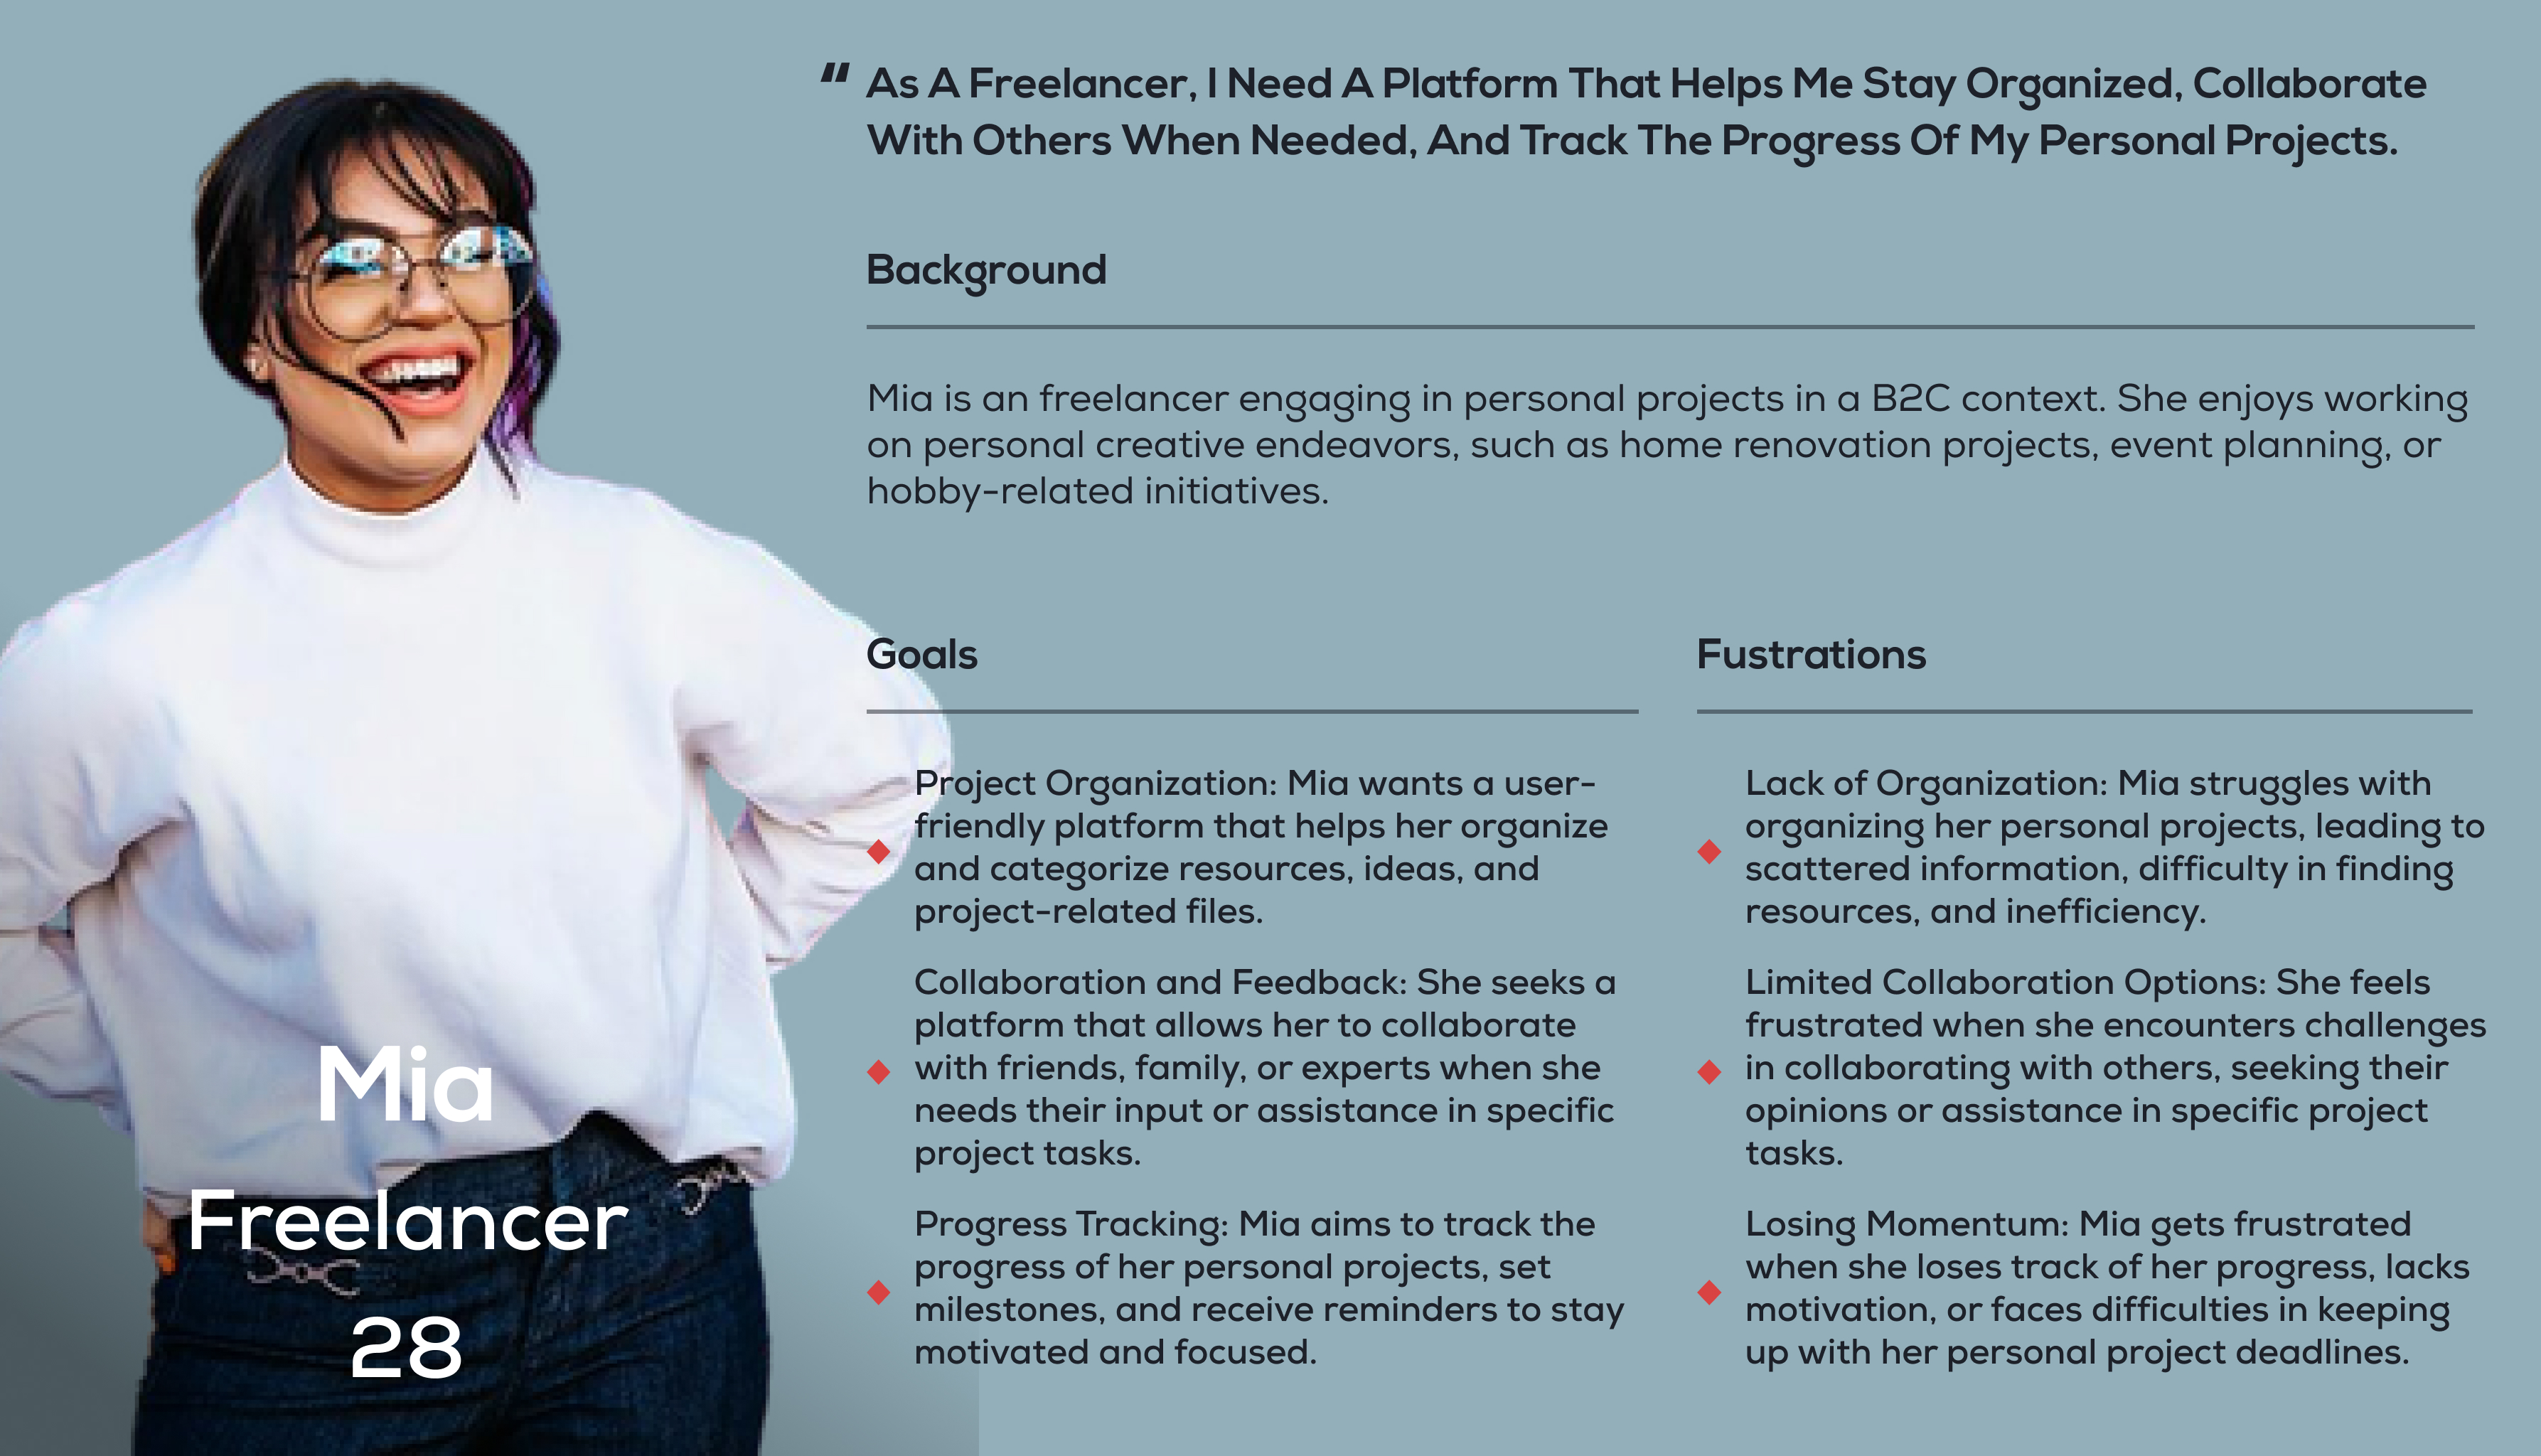 “ As A Freelancer, I Need A Platform That Helps Me Stay Organized, Collaborate
With Others When Needed, And Track The Progress Of My Personal Projects.
Background
Mia is an freelancer engaging in personal projects in a B2C context. She enjoys working
on personal creative endeavors, such as home renovation projects, event planning, or
hobby-related initiatives.
Goals
Project Organization: Mia wants a user-
friendly platform that helps her organize
and categorize resources, ideas, and
project-related files.
Collaboration and Feedback: She seeks a
platform that allows her to collaborate
with friends, family, or experts when she
needs their input or assistance in specific
project tasks.
Progress Tracking: Mia aims to track the
progress of her personal projects, set
milestones, and receive reminders to stay
motivated and focused.
Fustrations
Lack of Organization: Mia struggles with
organizing her personal projects, leading to
scattered information, difficulty in finding
resources, and inefficiency.
Limited Collaboration Options: She feels
frustrated when she encounters challenges
in collaborating with others, seeking their
opinions or assistance in specific project
tasks.
Losing Momentum: Mia gets frustrated
when she loses track of her progress, lacks
motivation, or faces difficulties in keeping
up with her personal project deadlines.
Mia
Freelancer
28